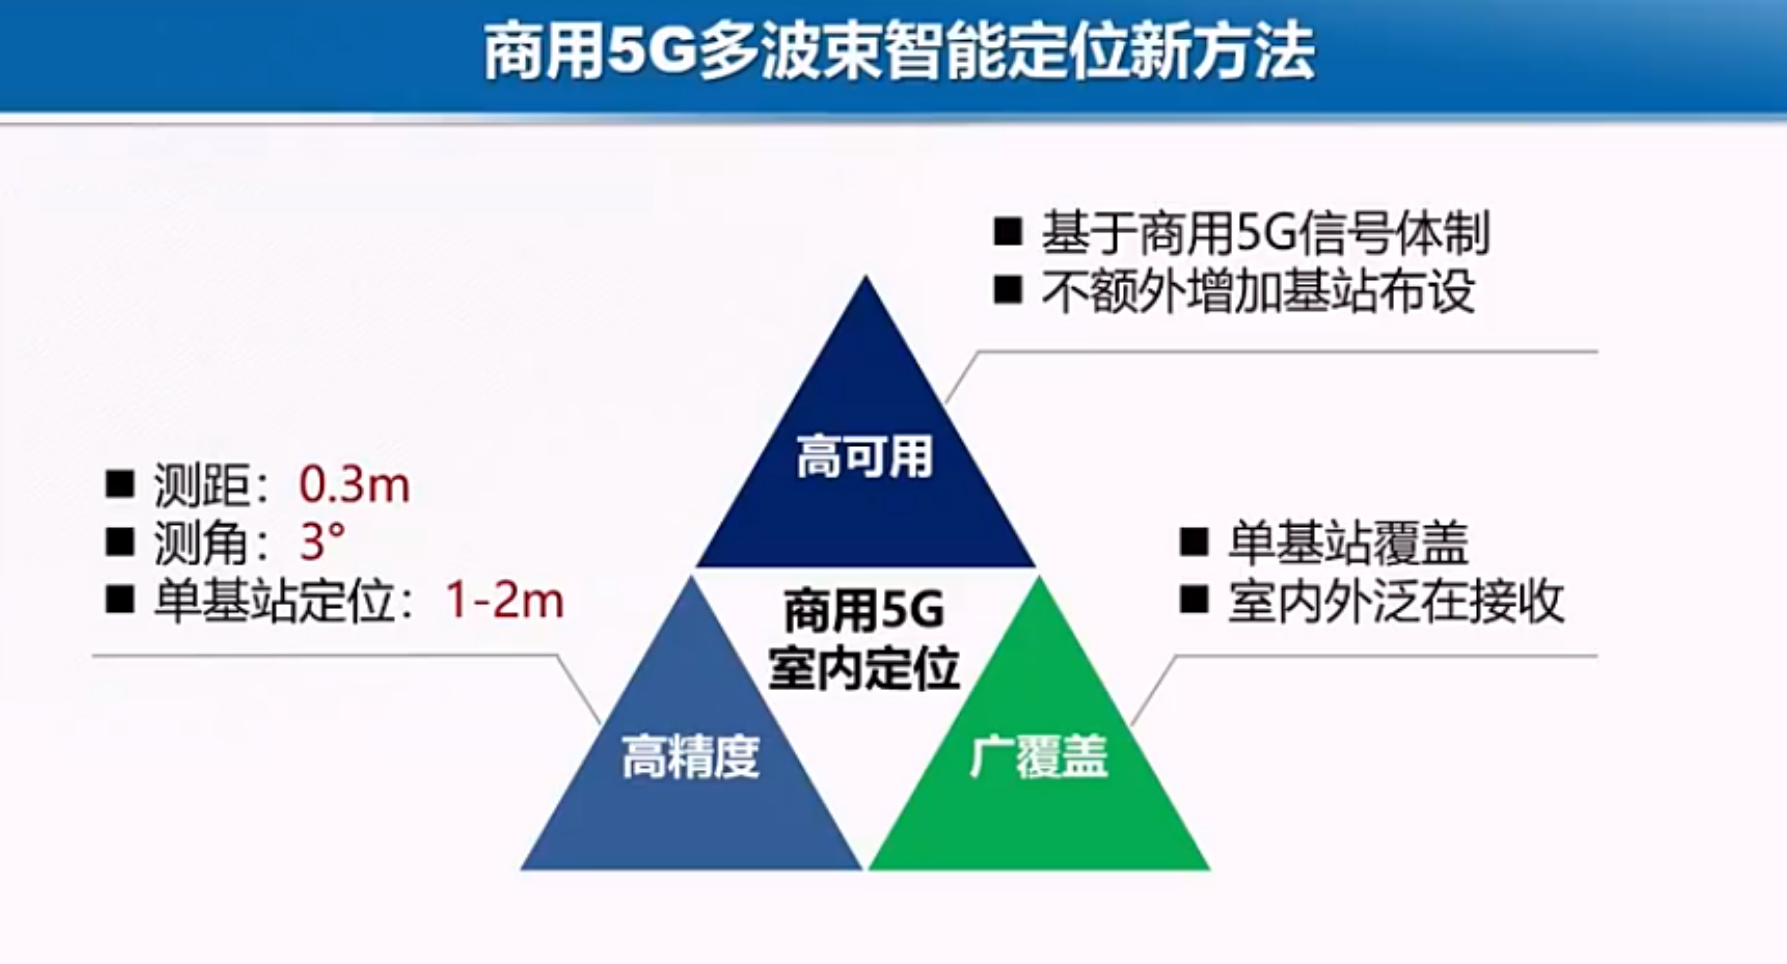 商用5G多波束智能定位新方法
■ 基于商用5G信号体制
■ 不额外增加基站布设
高可用
■ 测距：0.3m
■ 测角：3°
■ 单基站定位：1-2m
■ 单基站覆盖
■ 室内外泛在接收
商用5G
室内定位
高精度
广覆盖